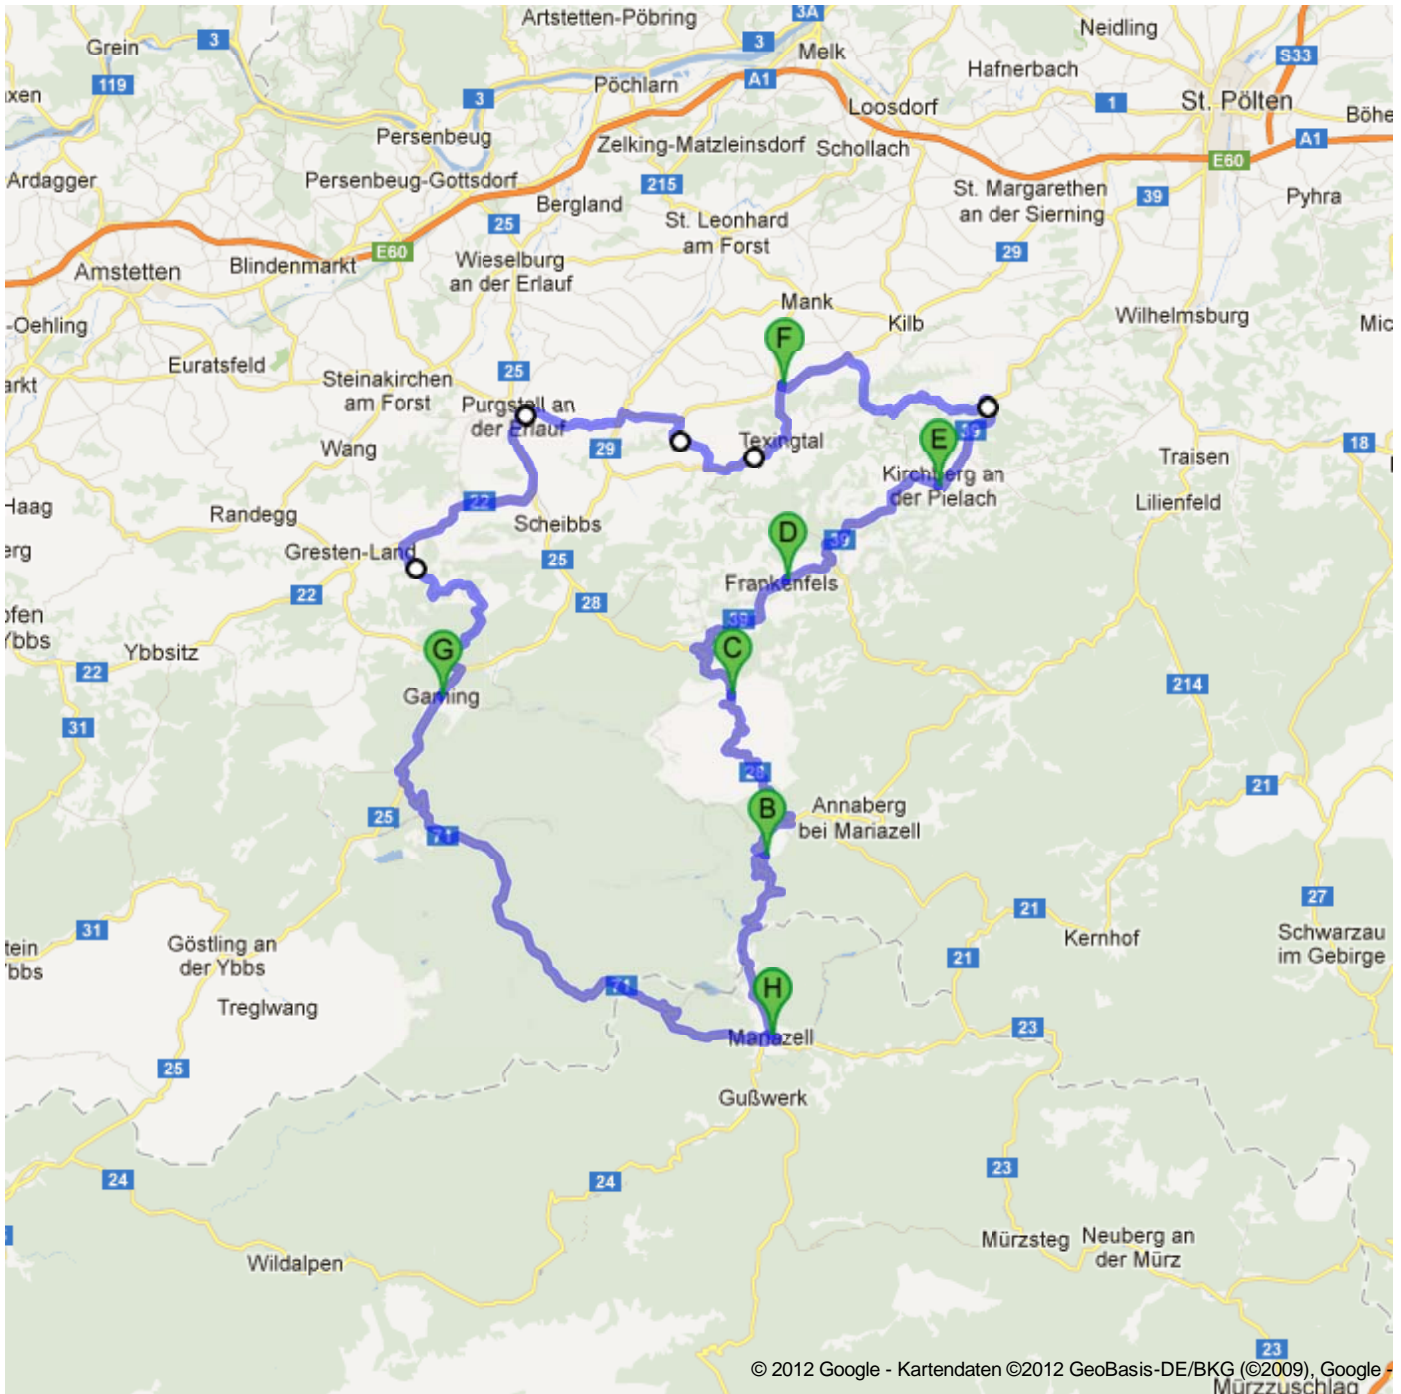 Artstetten-Pöbring
3A
Neidling
Grein
3
3
Melk
S33
Hafnerbach
119
Pöchlarn
A1
3
Loosdorf
1
St. Pölten
Persenbeug
Zelking-Matzleinsdorf
Schollach
A1
E60
Ardagger
Persenbeug-Gottsdorf
215
St. Margarethen
an der Sierning
39
Pyhra
Bergland
25
St. Leonhard
am Forst
29
E60
Wieselburg
an der Erlauf
Amstetten
Blindenmarkt
Mank
Kilb
Wilhelmsburg
-Oehling
F
Euratsfeld
25
Steinakirchen
am Forst
Purgstall an
der Erlauf
Texingtal
39
E
29
18
Wang
Kirchberg an
der Pielach
Traisen
22
Lilienfeld
Randegg
Scheibbs
D
39
Gresten-Land
25
Frankenfels
22
28
39
Ybbsitz
G
C
22
Gaming
214
31
28
21
B
Annaberg
bei Mariazell
25
71
27
31
21
Göstling an
der Ybbs
Kernhof
Schwarzau
im Gebirge
21
Treglwang
71
H
23
Mariazell
25
Gußwerk
24
24
23
Mürzsteg
Neuberg an
der Mürz
Wildalpen
23
© 2012 Google - Kartendaten ©2012 GeoBasis-DE/BKG (©2009), Google -
Mürzzuschlag